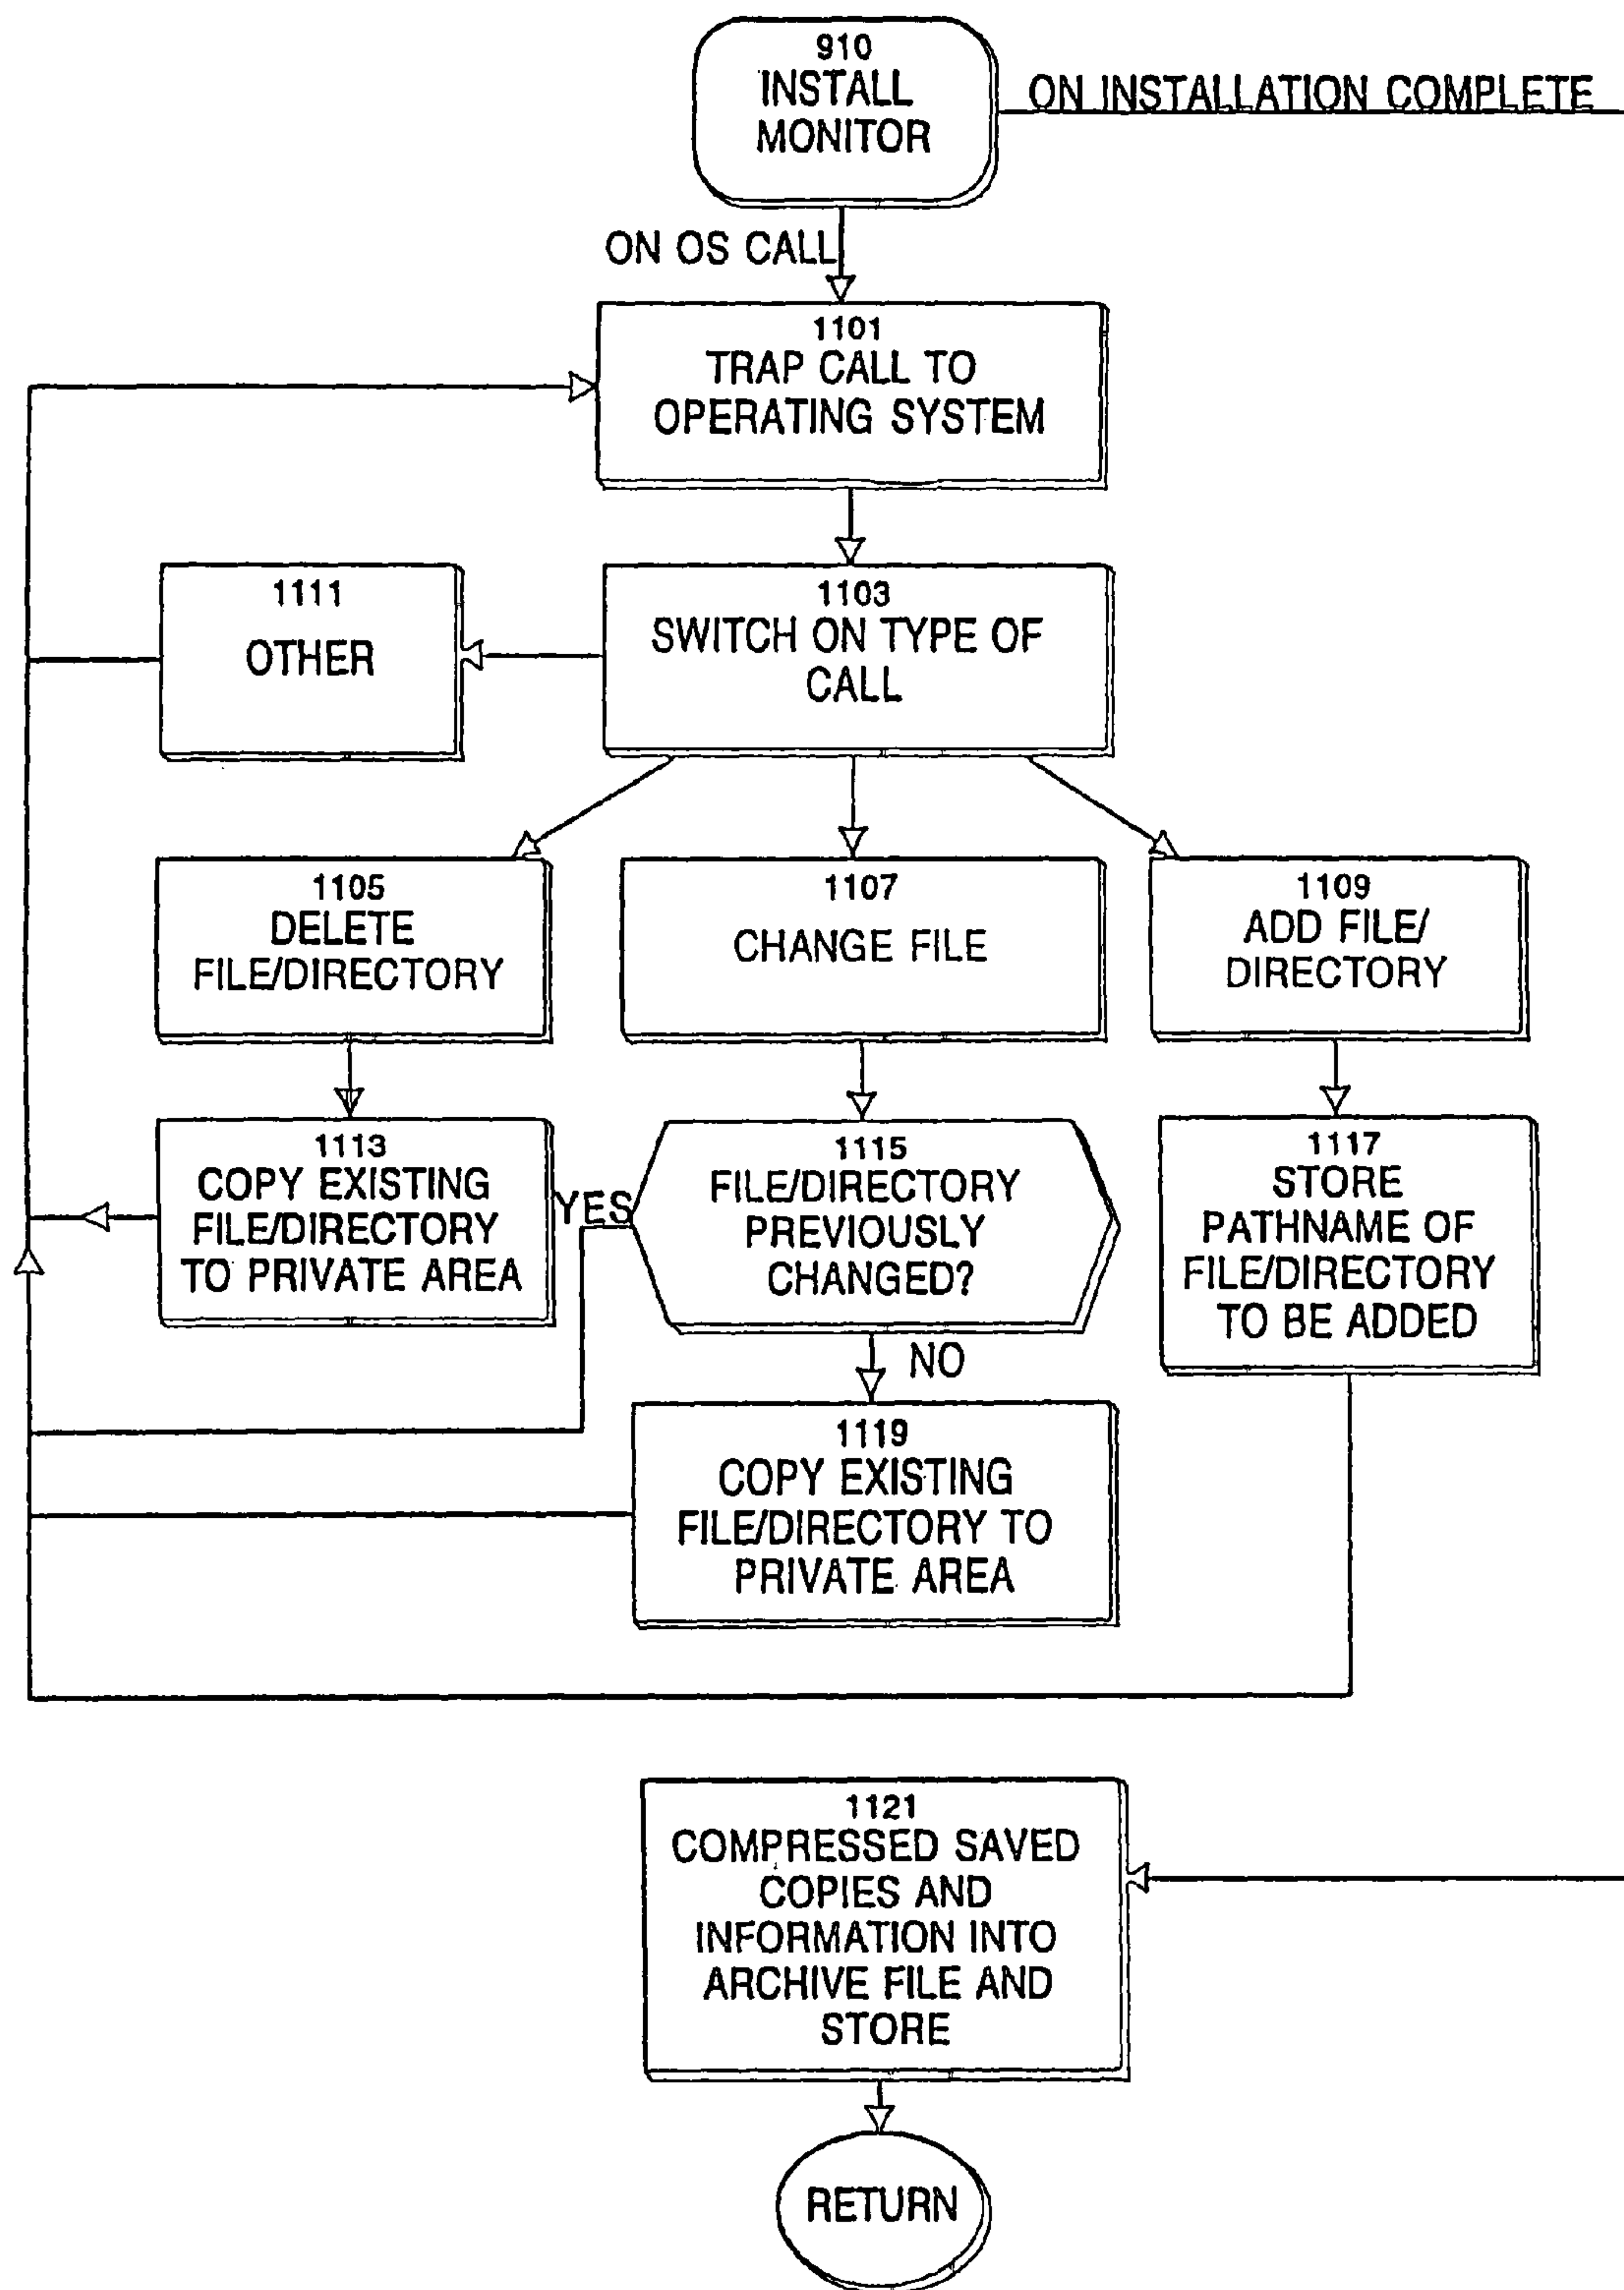 910
INSTALL
MONITOR
ON INSTALLATION COMPLETE
ON OS CALL
1101
TRAP CALL TO
OPERATING SYSTEM
1111
OTHER
1103
SWITCH ON TYPE OF
CALL
1105
DELETE
FILE/DIRECTORY
1107
CHANGE FILE
1109
ADD FILE/
DIRECTORY
1113
COPY EXISTING
FILE/DIRECTORY
TO PRIVATE AREA
YES
1115
FILE/DIRECTORY
PREVIOUSLY
CHANGED?
1117
STORE
PATHNAME OF
FILE/DIRECTORY
TO BE ADDED
NO
1119
COPY EXISTING
FILE/DIRECTORY TO
PRIVATE AREA
1121
COMPRESSED SAVED
COPIES AND
INFORMATION INTO
ARCHIVE FILE AND
STORE
RETURN